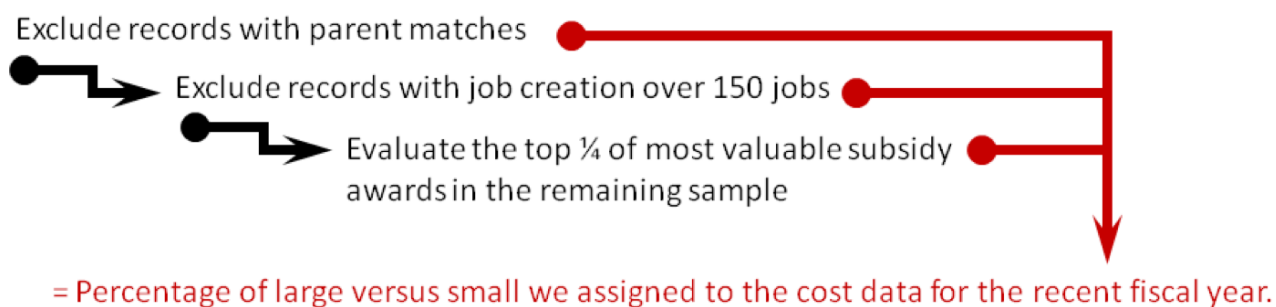 Exclude records with parent matches
Exclude records with job creation over 150 jobs
Evaluate the top ¼ of most valuable subsidy
awards in the remaining sample
= Percentage of large versus small we assigned to the cost data for the recent fiscal year.